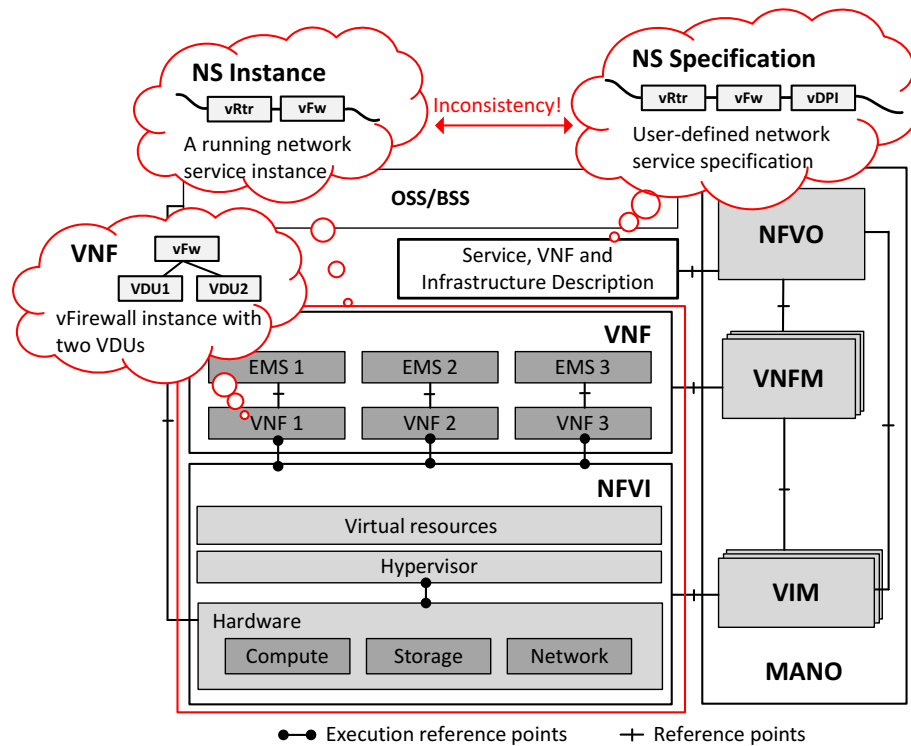 NS Instance
vRtr vFw
A running network
service instance
Inconsistency!
NS Specification
vRtr vFw vDPI
User-defined network
service specification
OSS/BSS
VNF
vFw
VDU1 VDU2
vFirewall instance with
two VDUs
Service, VNF and
Infrastructure Description
NFVO
VNF
EMS 1 EMS 2 EMS 3
VNF 1 VNF 2 VNF 3
VNFM
NFVI
Virtual resources
Hypervisor
Hardware
Compute Storage Network
VIM
MANO
Execution reference points Reference points